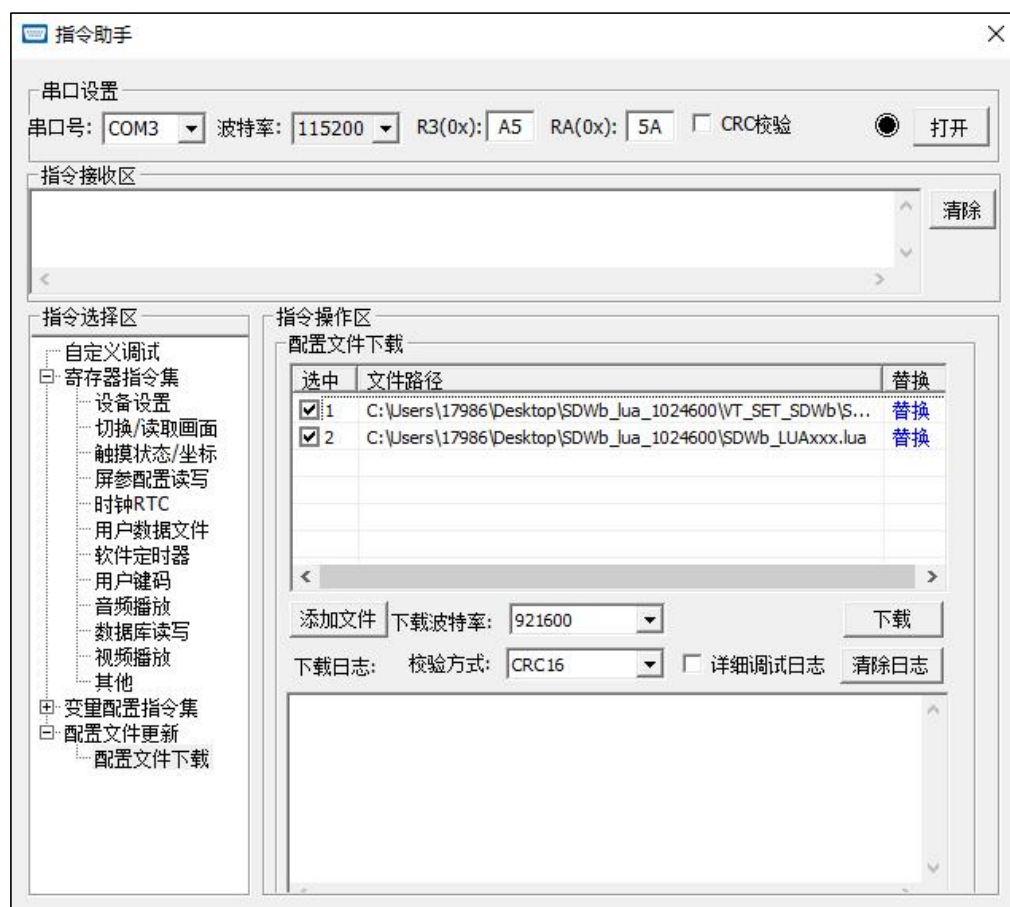 指令助手
串口设置
串口号: COM3 波特率: 115200 R3(0x): A5 RA(0x): 5A CRC校验 打开
指令接收区
清除
指令选择区
自定义调试
寄存器指令集
设备设置
切换/读取画面
触摸状态/坐标
屏参配置读写
时钟RTC
用户数据文件
软件定时器
用户键码
音频播放
数据库读写
视频播放
其他
变量配置指令集
配置文件更新
配置文件下载
指令操作区
配置文件下载
选中 文件路径 替换
1 C:\Users\17986\Desktop\SDWb_lua_1024600\VT_SET_SDWb\S... 替换
2 C:\Users\17986\Desktop\SDWb_lua_1024600\SDWb_LUAxxx.lua 替换
添加文件 下载波特率: 921600 下载
下载日志: 校验方式: CRC16 详细调试日志 清除日志